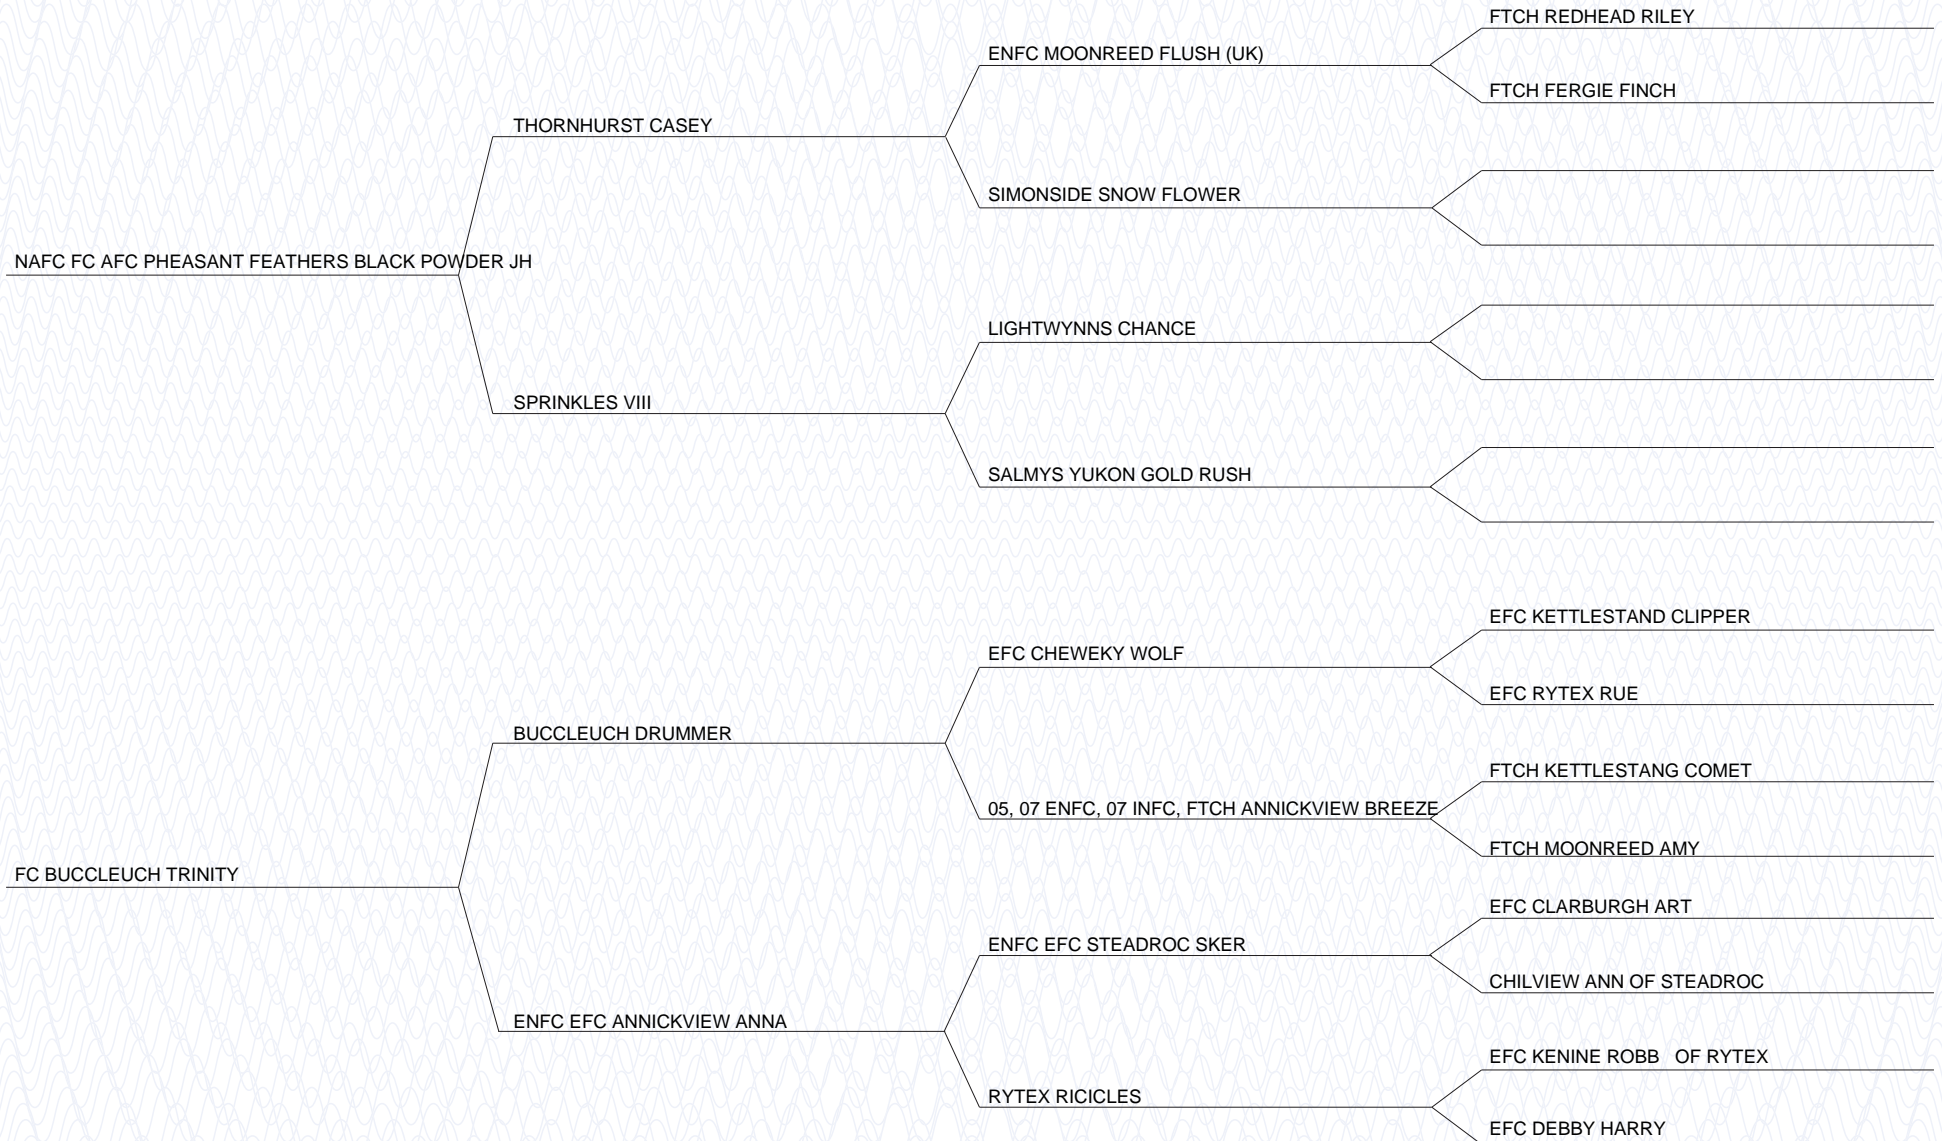 FTCH REDHEAD RILEY
ENFC MOONREED FLUSH (UK)
FTCH FERGIE FINCH
THORNHURST CASEY
SIMONSIDE SNOW FLOWER
NAFC FC AFC PHEASANT FEATHERS BLACK POWDER JH
LIGHTWYNNS CHANCE
SPRINKLES VIII
SALMYS YUKON GOLD RUSH
EFC KETTLESTAND CLIPPER
EFC CHEWEKY WOLF
EFC RYTEX RUE
BUCCLEUCH DRUMMER
FTCH KETTLESTANG COMET
05, 07 ENFC, 07 INFC, FTCH ANNICKVIEW BREEZE
FTCH MOONREED AMY
FC BUCCLEUCH TRINITY
EFC CLARBURGH ART
ENFC EFC STEADROC SKER
CHILVIEW ANN OF STEADROC
ENFC EFC ANNICKVIEW ANNA
EFC KENINE ROBB   OF RYTEX
RYTEX RICICLES
EFC DEBBY HARRY